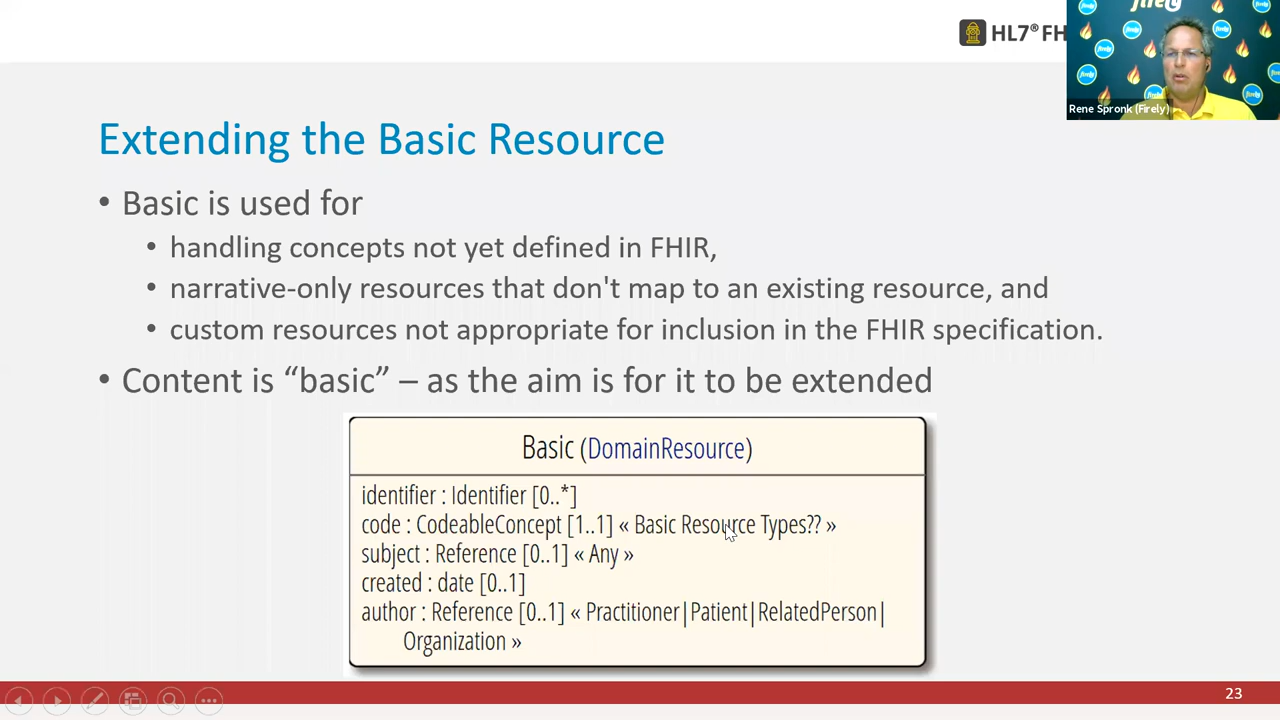 HL7® FH
firely
Rene Spronk (Firely)
Extending the Basic Resource
• Basic is used for
• handling concepts not yet defined in FHIR,
• narrative-only resources that don't map to an existing resource, and
• custom resources not appropriate for inclusion in the FHIR specification.
• Content is “basic” – as the aim is for it to be extended
Basic (DomainResource)
identifier : Identifier [0..*]
code : CodeableConcept [1..1] « Basic Resource Types?? »
subject : Reference [0..1] « Any »
created : date [0..1]
author : Reference [0..1] « Practitioner|Patient|RelatedPerson|
Organization »
23